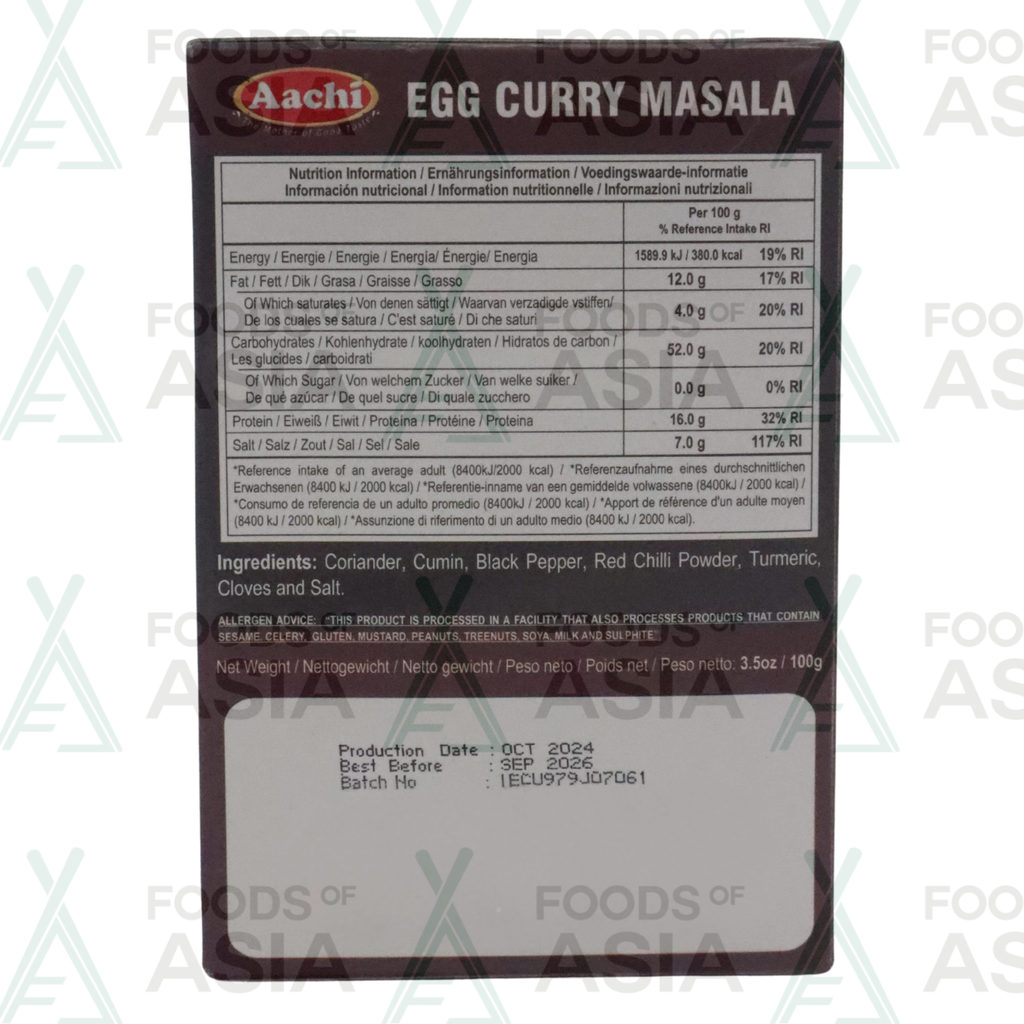 Aachi
The Mother of Good Taste
EGG CURRY MASALA
Nutrition Information / Ernährungsinformation / Voedingswaarde-informatie
Información nutricional / Information nutritionnelle / Informazioni nutrizionali
Per 100 g
% Reference Intake RI
Energy / Energie / Energie / Energía/ Énergie/ Energia 1589.9 kJ / 380.0 kcal 19% RI
Fat / Fett / Dik / Grasa / Graisse / Grasso 12.0 g 17% RI
Of Which saturates / Von denen sättigt / Waarvan verzadigde vstiffen/
De los cuales se satura / C'est saturé / Di che saturi 4.0 g 20% RI
Carbohydrates / Kohlenhydrate / koolhydraten / Hidratos de carbon /
Les glucides / carboidrati 52.0 g 20% RI
Of Which Sugar / Von welchem Zucker / Van welke suiker /
De qué azúcar / De quel sucre / Di quale zucchero 0.0 g 0% RI
Protein / Eiweiß / Eiwit / Proteína / Protéine / Proteina 16.0 g 32% RI
Salt / Salz / Zout / Sal / Sel / Sale 7.0 g 117% RI
*Reference intake of an average adult (8400kJ/2000 kcal) / *Referenzaufnahme eines durchschnittlichen
Erwachsenen (8400 kJ / 2000 kcal) / *Referentie-inname van een gemiddelde volwassene (8400kJ / 2000 kcal) /
*Consumo de referencia de un adulto promedio (8400kJ / 2000 kcal) / *Apport de référence d'un adulte moyen
(8400 kJ / 2000 kcal) / *Assunzione di riferimento di un adulto medio (8400 kJ / 2000 kcal).
Ingredients: Coriander, Cumin, Black Pepper, Red Chilli Powder, Turmeric,
Cloves and Salt.
ALLERGEN ADVICE: "THIS PRODUCT IS PROCESSED IN A FACILITY THAT ALSO PROCESSES PRODUCTS THAT CONTAIN
SESAME, CELERY, GLUTEN, MUSTARD, PEANUTS, TREENUTS, SOYA, MILK AND SULPHITE"
Net Weight / Nettogewicht / Netto gewicht / Peso neto / Poids net / Peso netto: 3.5oz / 100g
Production Date : OCT 2024
Best Before : SEP 2026
Batch No : IECU979J07061
FOODS OF
ASIA